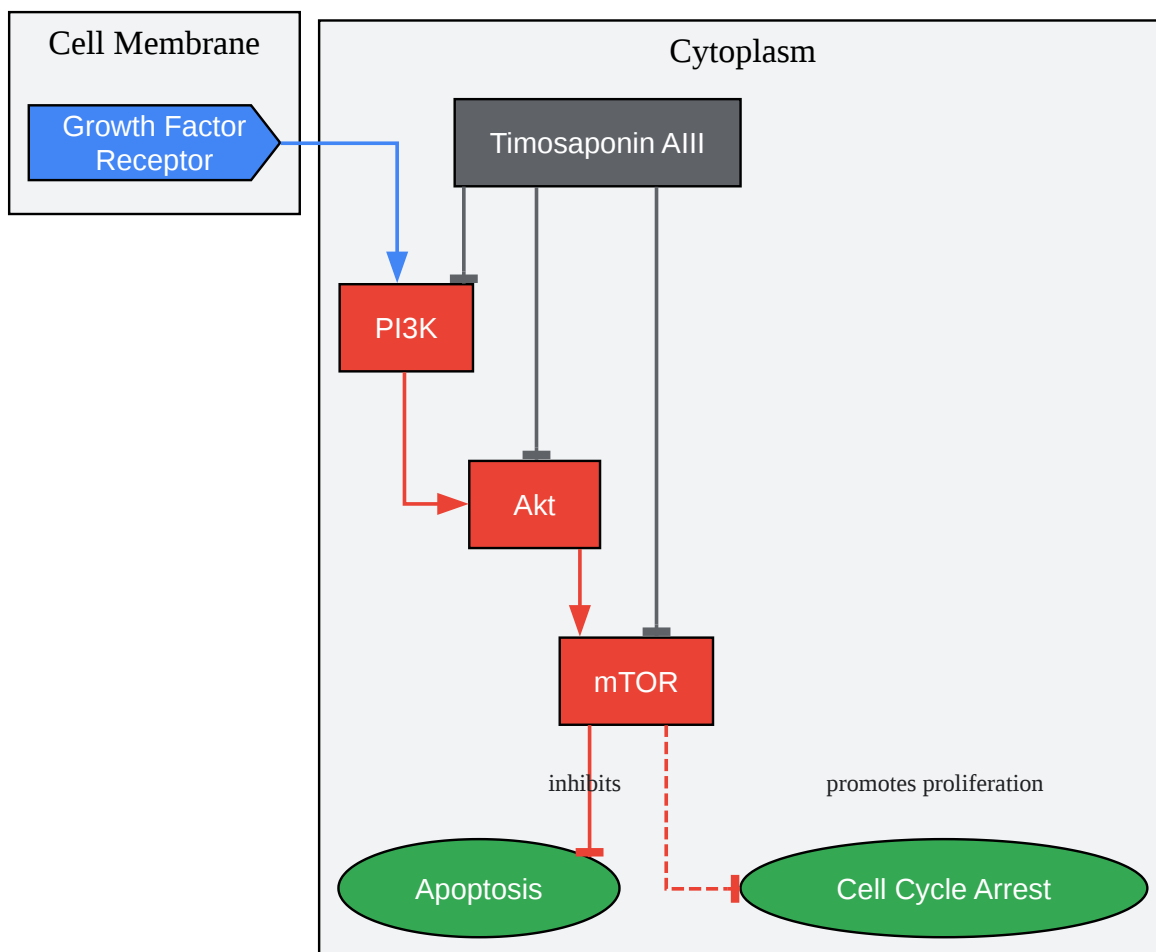 Cell Membrane
Cytoplasm
Growth Factor
Receptor
Timosaponin AIII
PI3K
Akt
mTOR
inhibits
promotes proliferation
Apoptosis
Cell Cycle Arrest